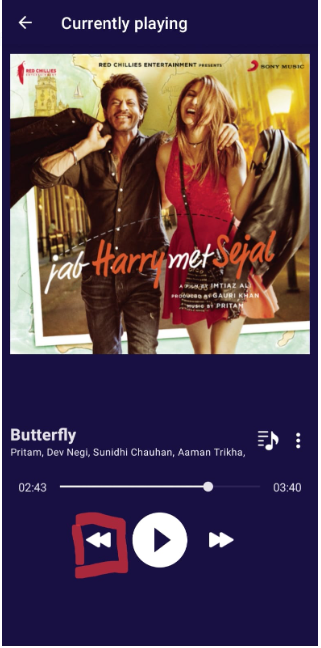 Currently playing
RED CHILLIES
RED CHILLIES ENTERTAINMENT PRESENTS
SONY MUSIC
jab Harry met Sejal
A FILM BY IMTIAZ ALI
PRODUCED BY GAURI KHAN
MUSIC BY PRITAM
Butterfly
Pritam, Dev Negi, Sunidhi Chauhan, Aaman Trikha,
02:43 03:40